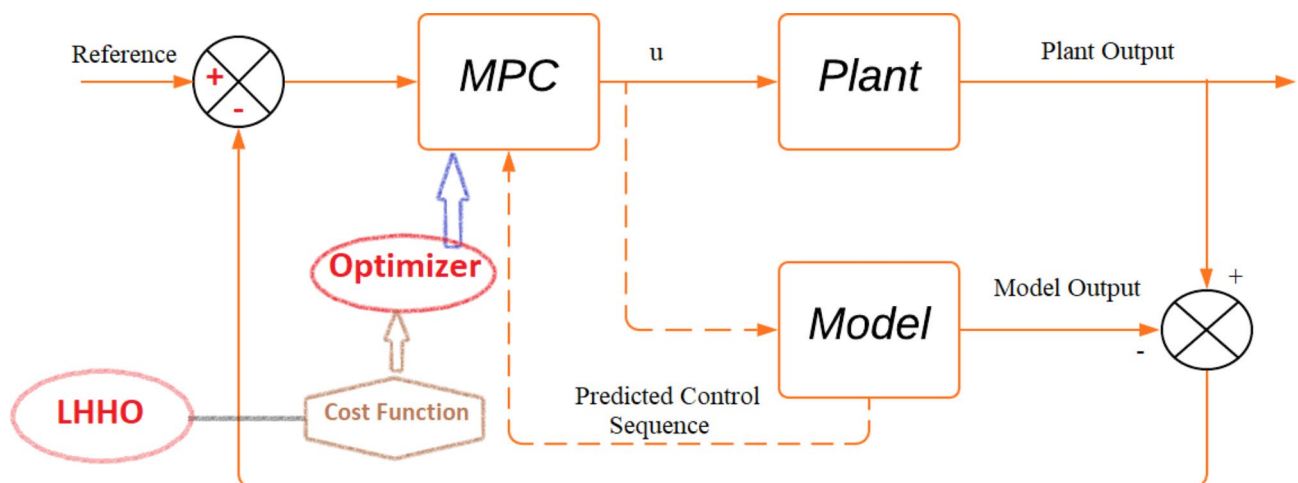 Reference
+
-
MPC
u
Plant
Plant Output
Optimizer
Model
Model Output
+
-
LHHO
Cost Function
Predicted Control
Sequence